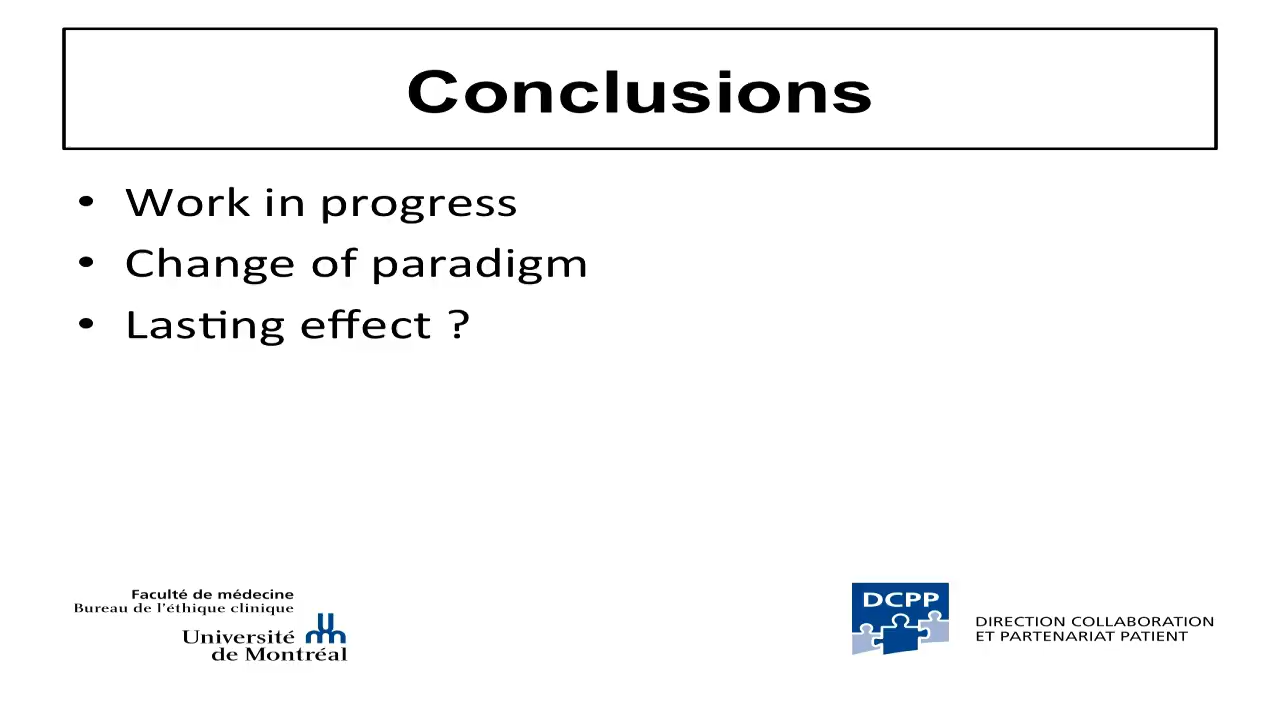 Conclusions
• Work in progress
• Change of paradigm
• Lasting effect ?
Faculté de médecine
Bureau de l'éthique clinique
Université
de Montréal
DCPP
DIRECTION COLLABORATION
ET PARTENARIAT PATIENT